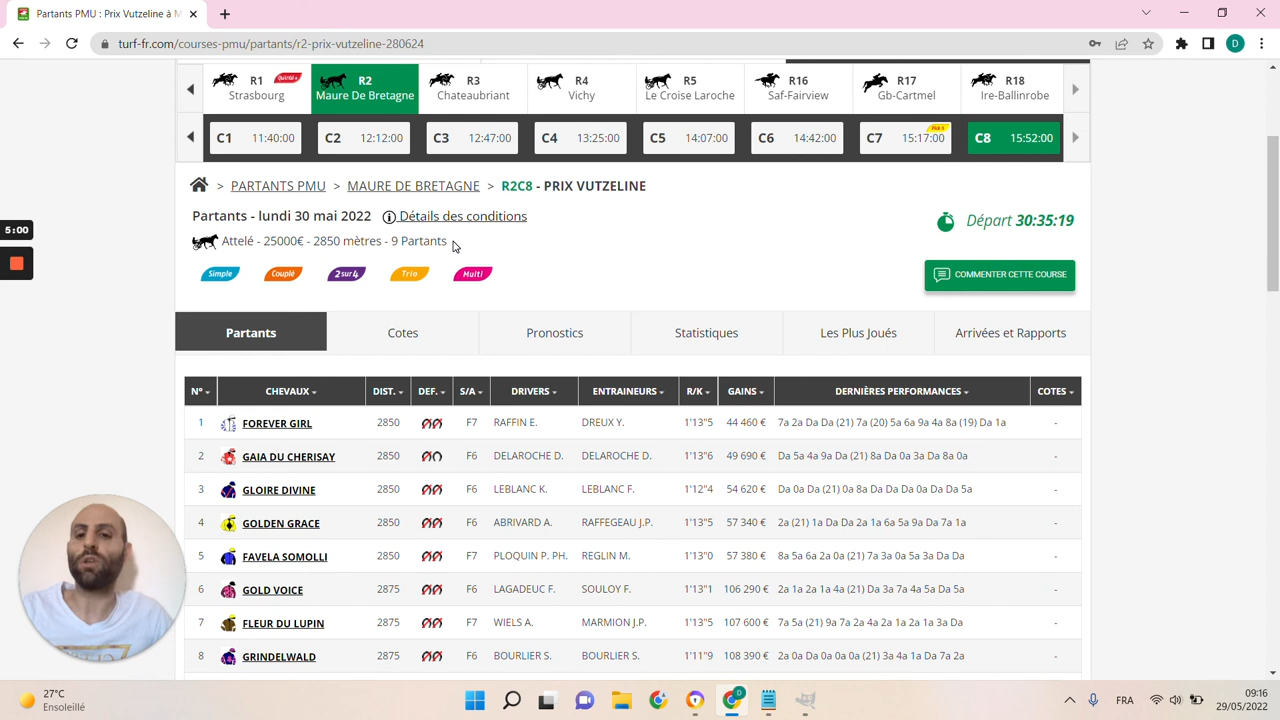 Partants PMU : Prix Vutzeline à M
turf-fr.com/courses-pmu/partants/r2-prix-vutzeline-280624
D
R1 Quinté+ R2 R3 R4 R5 R16 R17 R18
Strasbourg Maure De Bretagne Chateaubriant Vichy Le Croise Laroche Saf-Fairview Gb-Cartmel Ire-Ballinrobe
C1 11:40:00 C2 12:12:00 C3 12:47:00 C4 13:25:00 C5 14:07:00 C6 14:42:00 C7 15:17:00 C8 15:52:00
> PARTANTS PMU > MAURE DE BRETAGNE > R2C8 - PRIX VUTZELINE
Partants - lundi 30 mai 2022 Détails des conditions
Départ 30:35:19
5:00
Attelé - 25000€ - 2850 mètres - 9 Partants
Simple Couplé 2sur4 Trio Multi
COMMENTER CETTE COURSE
Partants Cotes Pronostics Statistiques Les Plus Joués Arrivées et Rapports
N° CHEVAUX DIST. DEF. S/A DRIVERS ENTRAINEURS R/K GAINS DERNIÈRES PERFORMANCES COTES
1 FOREVER GIRL 2850 F7 RAFFIN E. DREUX Y. 1'13"5 44 460 € 7a 2a Da Da (21) 7a (20) 5a 6a 9a 4a 8a (19) Da 1a -
2 GAIA DU CHERISAY 2850 F6 DELAROCHE D. DELAROCHE D. 1'13"6 49 690 € Da 5a 4a 9a Da (21) 8a Da 0a 3a Da 8a 0a -
3 GLOIRE DIVINE 2850 F6 LEBLANC K. LEBLANC F. 1'12"4 54 620 € Da 0a Da (21) 0a 8a Da Da Da 0a Da Da 5a -
4 GOLDEN GRACE 2850 F6 ABRIVARD A. RAFFEGEAU J.P. 1'13"5 57 340 € 2a (21) 1a Da Da 2a 1a 6a 5a 9a Da 7a 1a -
5 FAVELA SOMOLLI 2850 F7 PLOQUIN P. PH. REGLIN M. 1'13"0 57 380 € 8a 5a 6a 2a 0a (21) 7a 3a 0a 5a 3a Da Da -
6 GOLD VOICE 2875 F6 LAGADEUC F. SOULOY F. 1'13"1 106 290 € 2a 1a 2a 1a 4a (21) Da 3a 7a 4a 5a Da 5a -
7 FLEUR DU LUPIN 2875 F7 WIELS A. MARMION J.P. 1'13"5 107 600 € 7a 5a (21) 9a 7a 2a 4a 2a 1a 2a 1a 3a Da -
8 GRINDELWALD 2875 F6 BOURLIER S. BOURLIER S. 1'11"9 108 390 € 2a 0a Da 0a 0a 0a (21) 3a 4a 1a Da 7a 2a -
27°C
Ensoleillé
D
FRA
09:16
29/05/2022